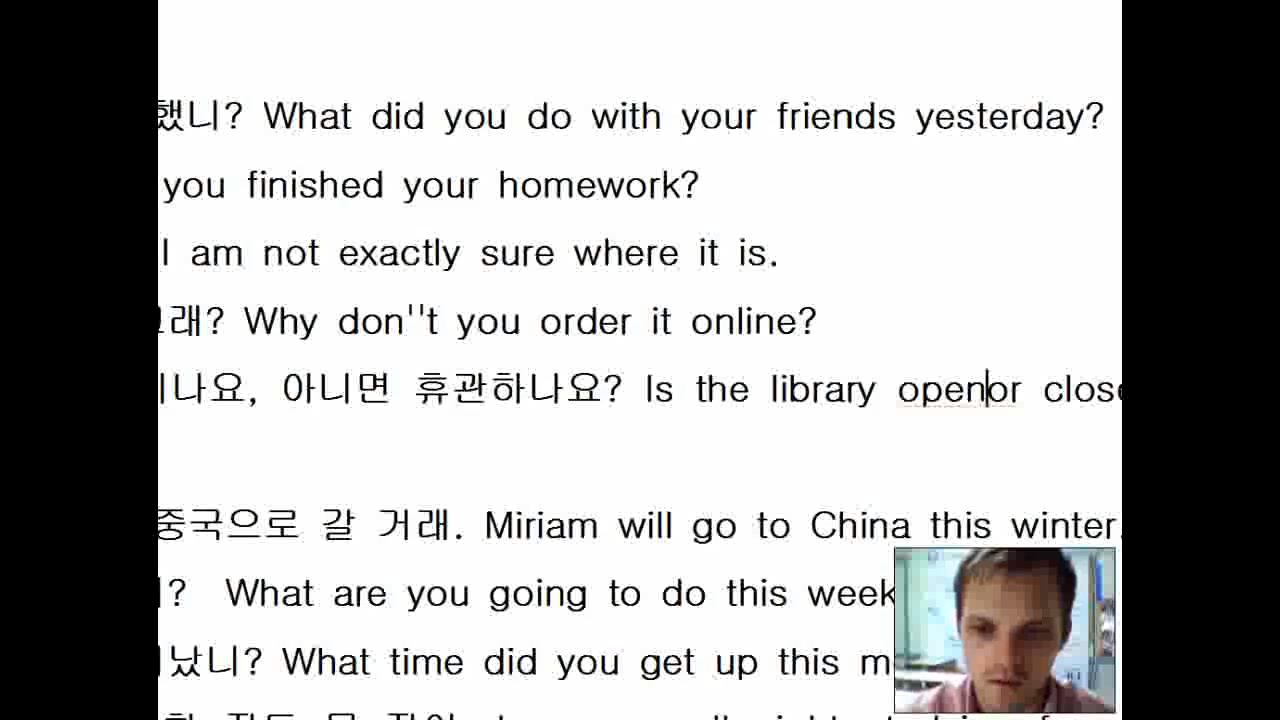 했니? What did you do with your friends yesterday?
you finished your homework?
I am not exactly sure where it is.
래? Why don''t you order it online?
나요, 아니면 휴관하나요? Is the library openor
중국으로 갈 거래. Miriam will go to China this winter.
? What are you going to do this week
났니? What time did you get up this